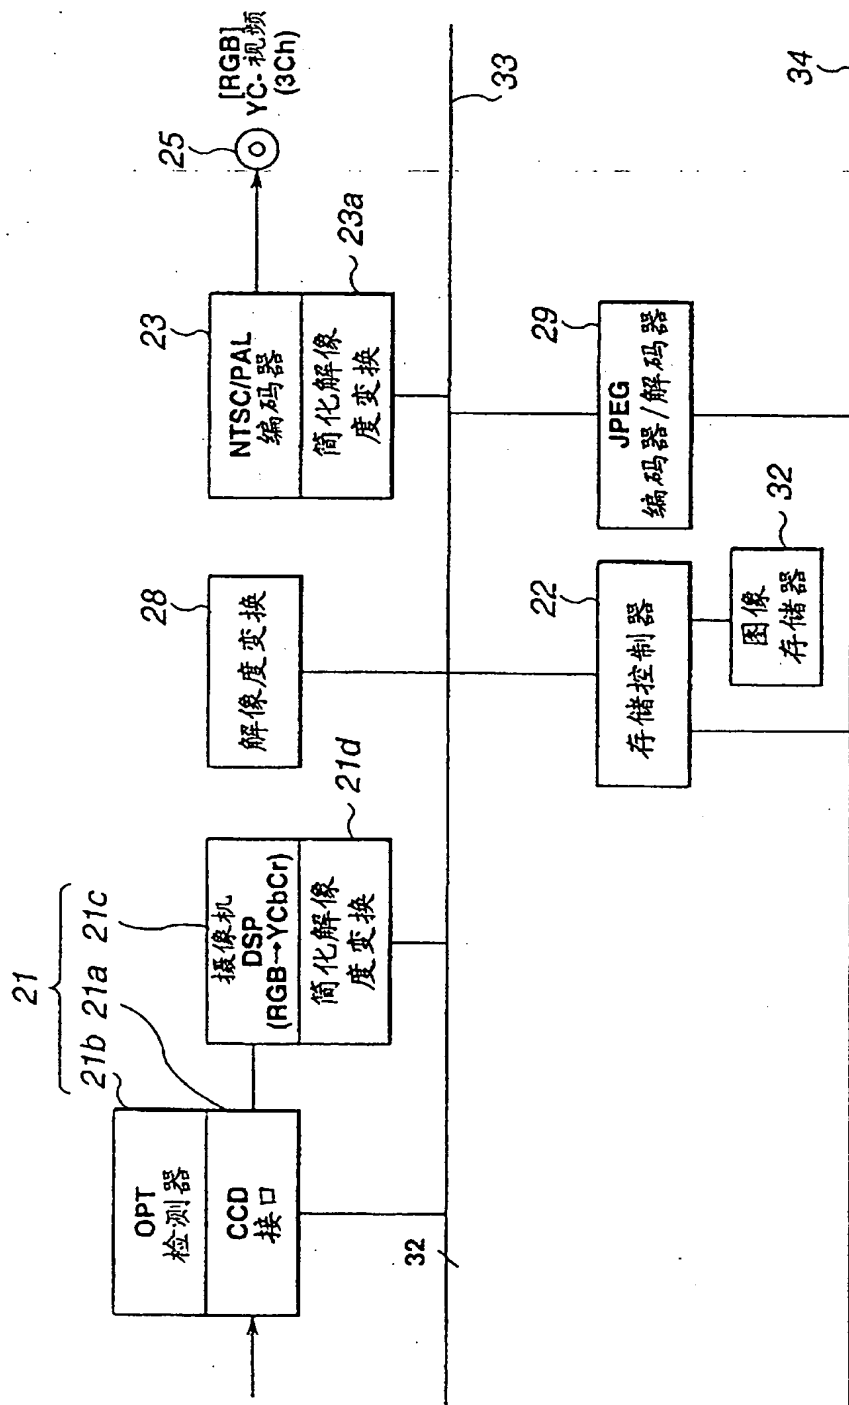 21
21b 21a 21c
OPT
检测器
CCD
接口
摄像机
DSP
(RGB→YCbCr)
简化解像
度变换
21d
解像度变换
28
23
NTSC/PAL
编码器
简化解像
度变换
23a
25
[RGB]
YC-视频
(3Ch)
32
33
存储控制器
22
图像
存储器
32
JPEG
编码器/解码器
29
34